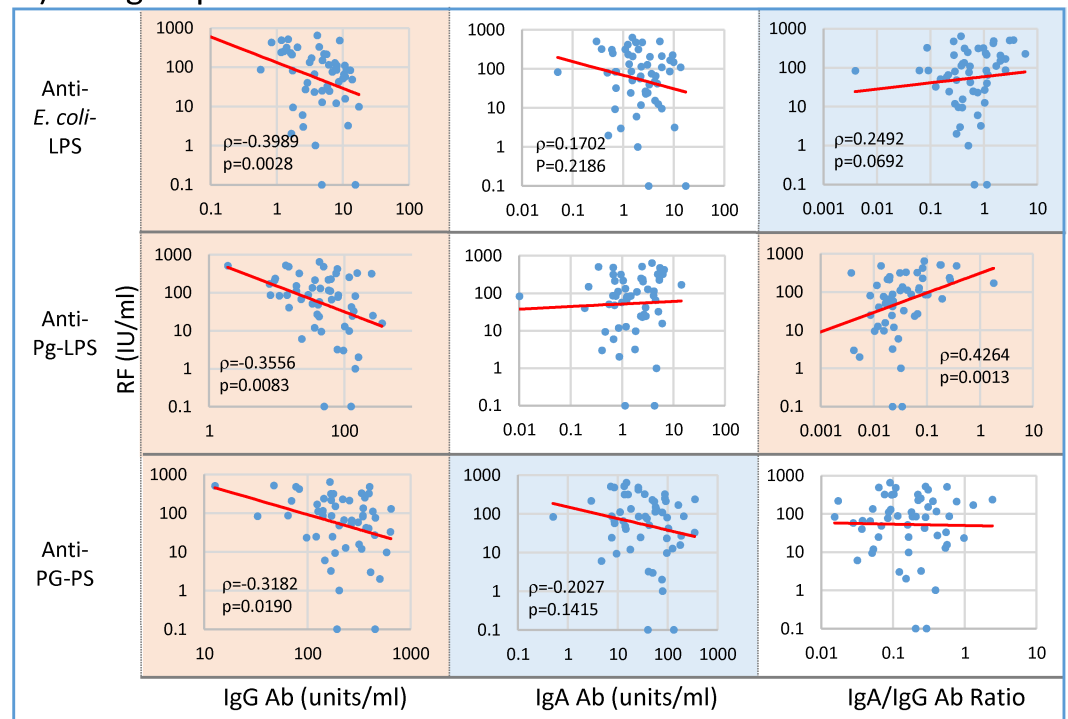 Anti-
E. coli-
LPS
1000
100
10
1
0.1
ρ=-0.3989
p=0.0028
0.1 1 10 100
1000
100
10
1
0.1
ρ=0.1702
P=0.2186
0.01 0.1 1 10 100
1000
100
10
1
0.1
ρ=0.2492
p=0.0692
0.001 0.01 0.1 1 10
Anti-
Pg-LPS
RF (IU/ml)
1000
100
10
1
0.1
ρ=-0.3556
p=0.0083
1 100
1000
100
10
1
0.1
0.01 0.1 1 10 100
1000
100
10
1
0.1
ρ=0.4264
p=0.0013
0.001 0.01 0.1 1 10
Anti-
PG-PS
1000
100
10
1
0.1
ρ=-0.3182
p=0.0190
10 100 1000
1000
100
10
1
0.1
ρ=-0.2027
p=0.1415
0.1 1 10 100 1000
1000
100
10
1
0.1
0.01 0.1 1 10
IgG Ab (units/ml)
IgA Ab (units/ml)
IgA/IgG Ab Ratio